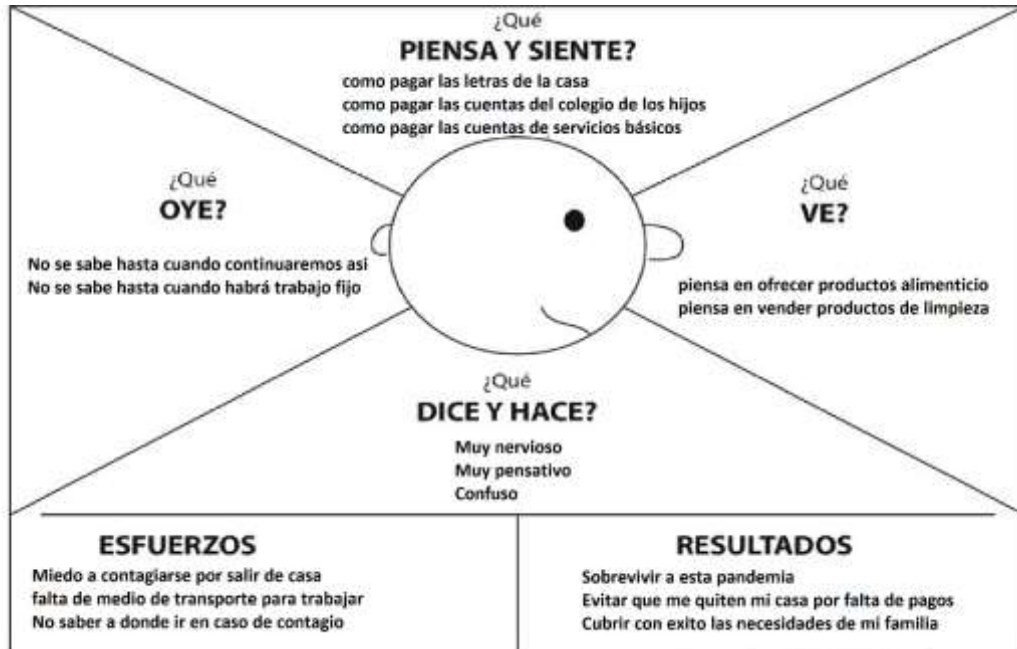 ¿Qué
PIENSA Y SIENTE?
como pagar las letras de la casa
como pagar las cuentas del colegio de los hijos
como pagar las cuentas de servicios básicos
¿Qué
OYE?
No se sabe hasta cuando continuaremos asi
No se sabe hasta cuando habrá trabajo fijo
¿Qué
VE?
piensa en ofrecer productos alimenticio
piensa en vender productos de limpieza
¿Qué
DICE Y HACE?
Muy nervioso
Muy pensativo
Confuso
ESFUERZOS
Miedo a contagiarse por salir de casa
falta de medio de transporte para trabajar
No saber a donde ir en caso de contagio
RESULTADOS
Sobrevivir a esta pandemia
Evitar que me quiten mi casa por falta de pagos
Cubrir con exito las necesidades de mi familia